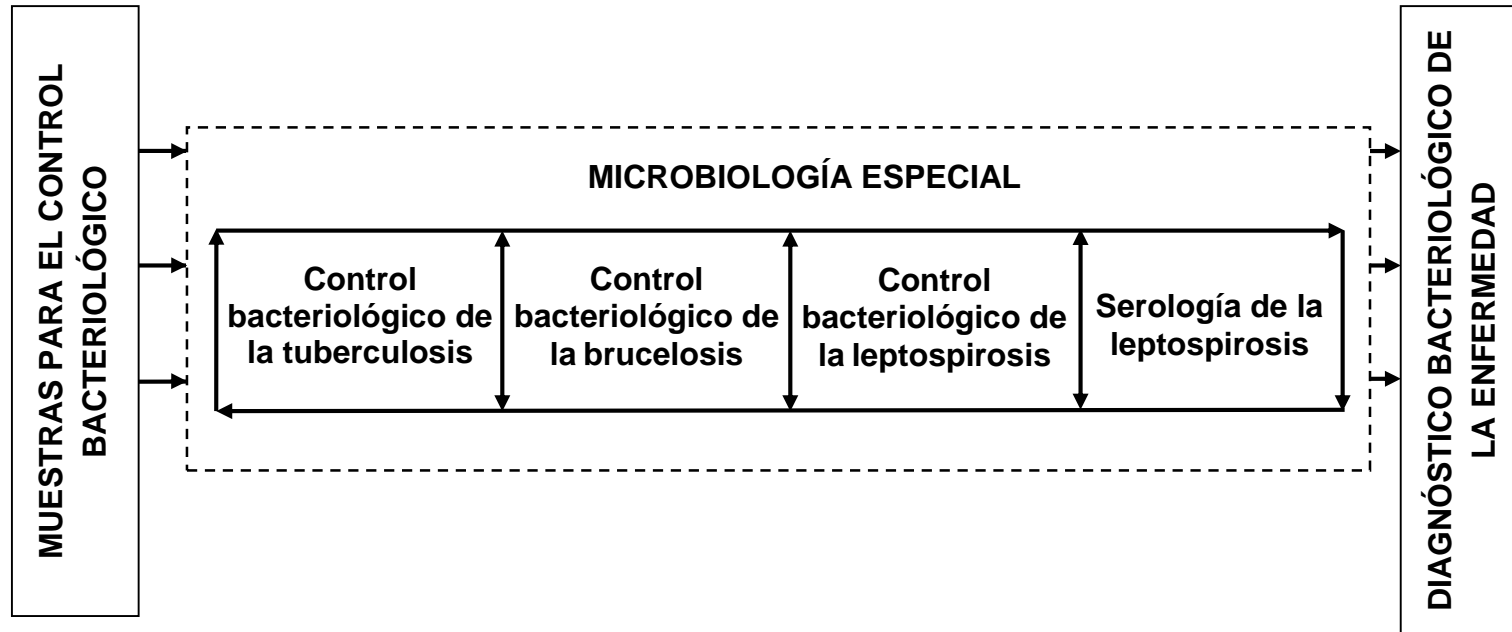 MUESTRAS PARA EL CONTROL
BACTERIOLÓGICO
MICROBIOLOGÍA ESPECIAL
Control
bacteriológico de
la tuberculosis
Control
bacteriológico de
la brucelosis
Control
bacteriológico de
la leptospirosis
Serología de la
leptospirosis
DIAGNÓSTICO BACTERIOLÓGICO DE
LA ENFERMEDAD